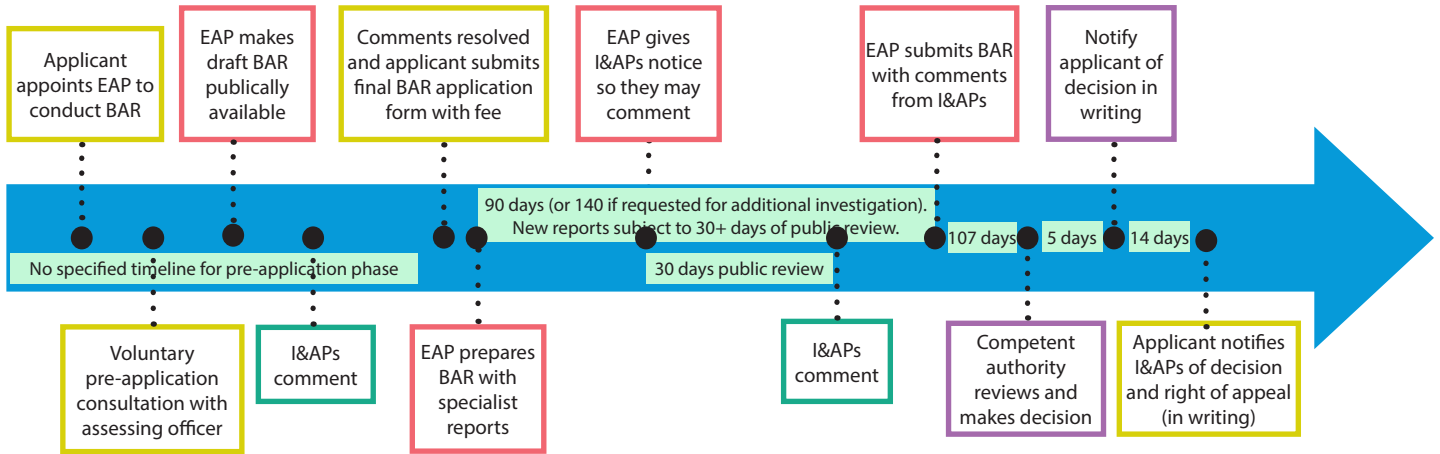 Applicant
appoints EAP to
conduct BAR
EAP makes
draft BAR
publically
available
Comments resolved
and applicant submits
final BAR application
form with fee
EAP gives
I&APs notice
so they may
comment
EAP submits BAR
with comments
from I&APs
Notify
applicant of
decision in
writing
90 days (or 140 if requested for additional investigation).
New reports subject to 30+ days of public review.
107 days
5 days
14 days
No specified timeline for pre-application phase
30 days public review
Voluntary
pre-application
consultation with
assessing officer
I&APs
comment
EAP prepares
BAR with
specialist
reports
I&APs
comment
Competent
authority
reviews and
makes decision
Applicant notifies
I&APs of decision
and right of appeal
(in writing)